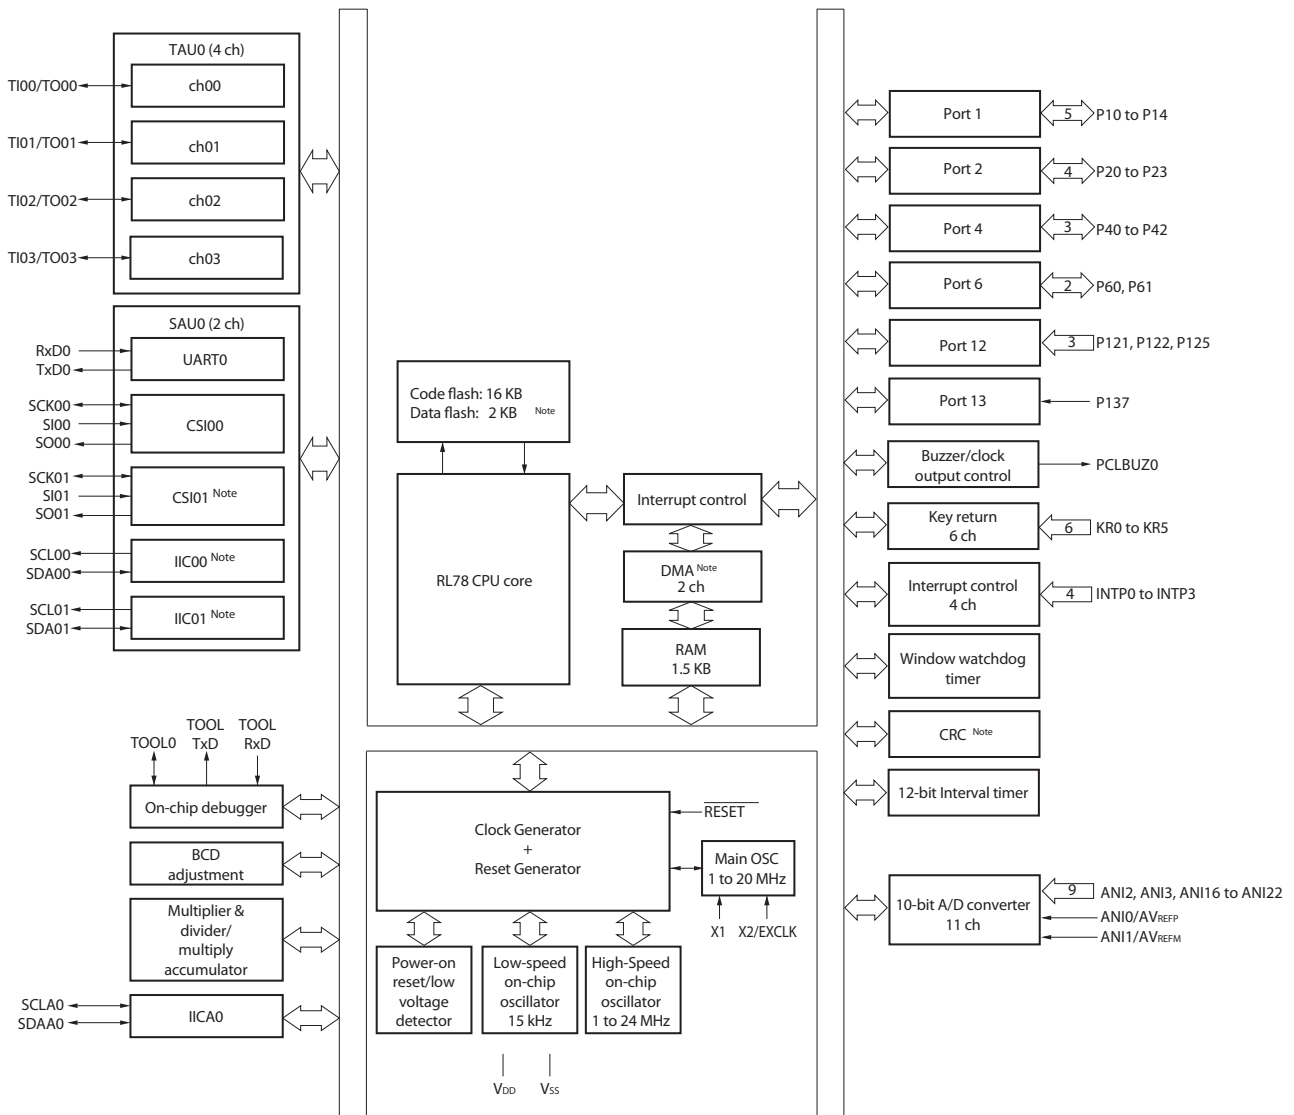 TAU0 (4 ch)
TI00/TO00
ch00
TI01/TO01
ch01
TI02/TO02
ch02
TI03/TO03
ch03
SAU0 (2 ch)
RxD0
TxD0
UART0
SCK00
SI00
SO00
CSI00
SCK01
SI01
SO01
CSI01 Note
SCL00
SDA00
IIC00 Note
SCL01
SDA01
IIC01 Note
TOOL0
TOOL
TxD
TOOL
RxD
On-chip debugger
BCD
adjustment
Multiplier &
divider/
multiply
accumulator
SCLA0
SDAA0
IICA0
Code flash: 16 KB
Data flash: 2 KB Note
RL78 CPU core
Interrupt control
DMA Note
2 ch
RAM
1.5 KB
Clock Generator
+
Reset Generator
RESET
Main OSC
1 to 20 MHz
X1
X2/EXCLK
Power-on
reset/low
voltage
detector
Low-speed
on-chip
oscillator
15 kHz
High-Speed
on-chip
oscillator
1 to 24 MHz
VDD
VSS
Port 1
5
P10 to P14
Port 2
4
P20 to P23
Port 4
3
P40 to P42
Port 6
2
P60, P61
Port 12
3
P121, P122, P125
Port 13
P137
Buzzer/clock
output control
PCLBUZ0
Key return
6 ch
6
KR0 to KR5
Interrupt control
4 ch
4
INTP0 to INTP3
Window watchdog
timer
CRC Note
12-bit Interval timer
10-bit A/D converter
11 ch
9
ANI2, ANI3, ANI16 to ANI22
ANI0/AVREFP
ANI1/AVREFM